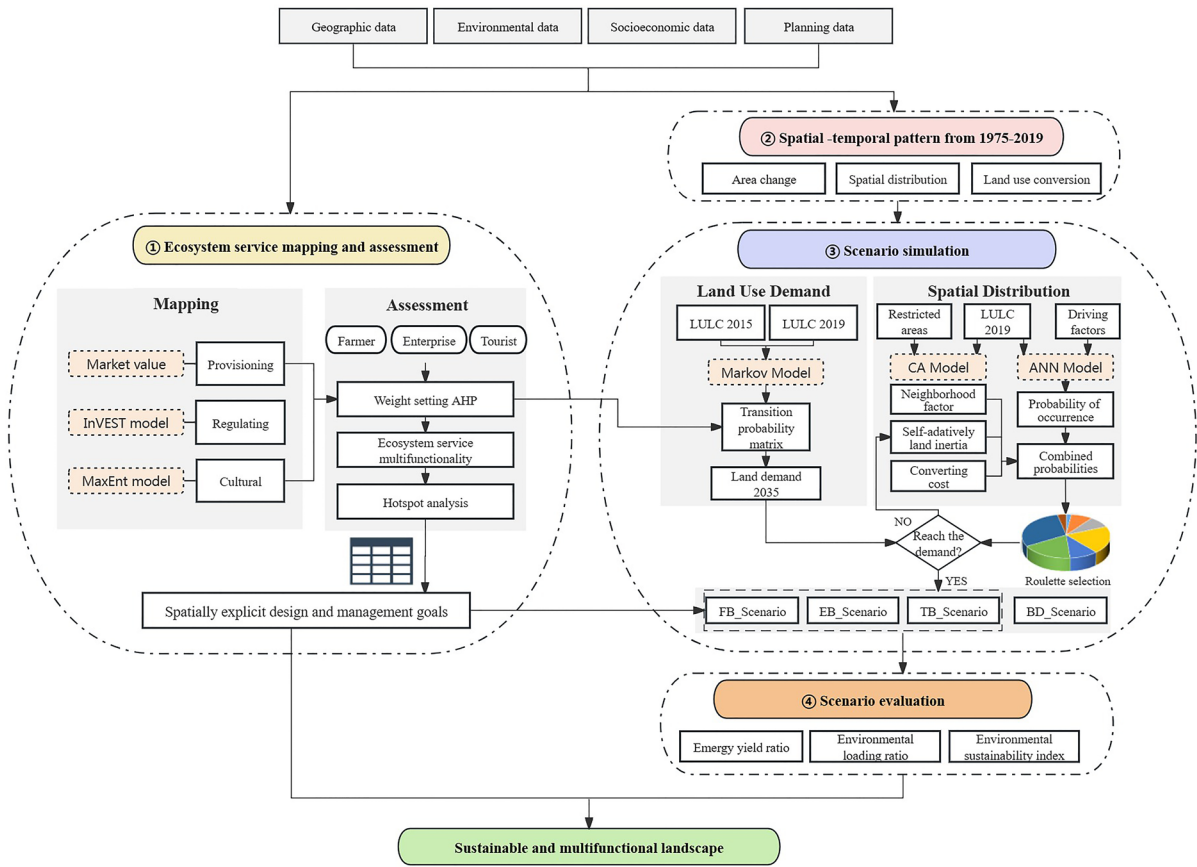 Geographic data
Environmental data
Socioeconomic data
Planning data
② Spatial -temporal pattern from 1975-2019
Area change
Spatial distribution
Land use conversion
① Ecosystem service mapping and assessment
Mapping
Market value
Provisioning
InVEST model
Regulating
MaxEnt model
Cultural
Assessment
Farmer
Enterprise
Tourist
Weight setting AHP
Ecosystem service
multifunctionality
Hotspot analysis
Spatially explicit design and management goals
③ Scenario simulation
Land Use Demand
LULC 2015
LULC 2019
Markov Model
Transition
probability
matrix
Land demand
2035
Spatial Distribution
Restricted
areas
LULC
2019
Driving
factors
CA Model
ANN Model
Neighborhood
factor
Self-adatively
land inertia
Converting
cost
Probability of
occurrence
Combined
probabilities
NO
Reach the
demand?
YES
Roulette selection
FB_Scenario
EB_Scenario
TB_Scenario
BD_Scenario
④ Scenario evaluation
Emergy yield ratio
Environmental
loading ratio
Environmental
sustainability index
Sustainable and multifunctional landscape